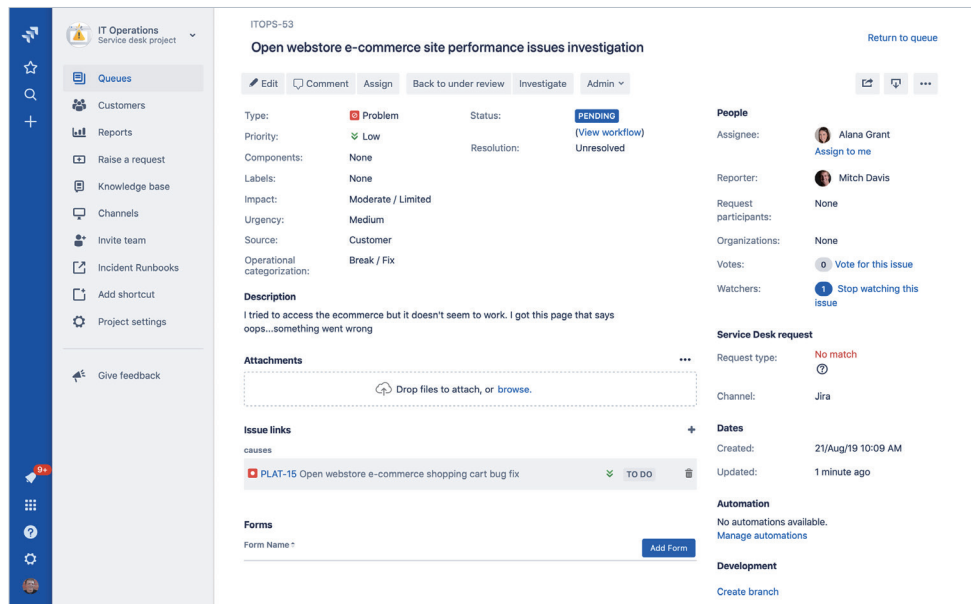 IT Operations
Service desk project
Queues
Customers
Reports
Raise a request
Knowledge base
Channels
Invite team
Incident Runbooks
Add shortcut
Project settings
Give feedback
9+
ITOPS-53
Open webstore e-commerce site performance issues investigation
Return to queue
Edit Comment Assign Back to under review Investigate Admin
Type: Problem
Priority: Low
Components: None
Labels: None
Impact: Moderate / Limited
Urgency: Medium
Source: Customer
Operational
categorization: Break / Fix
Status: PENDING
(View workflow)
Resolution: Unresolved
Description
I tried to access the ecommerce but it doesn't seem to work. I got this page that says
oops...something went wrong
Attachments
Drop files to attach, or browse.
Issue links
causes
PLAT-15 Open webstore e-commerce shopping cart bug fix TO DO
Forms
Form Name
Add Form
People
Assignee: Alana Grant
Assign to me
Reporter: Mitch Davis
Request
participants: None
Organizations: None
Votes: 0 Vote for this issue
Watchers: 1 Stop watching this
issue
Service Desk request
Request type: No match
Channel: Jira
Dates
Created: 21/Aug/19 10:09 AM
Updated: 1 minute ago
Automation
No automations available.
Manage automations
Development
Create branch